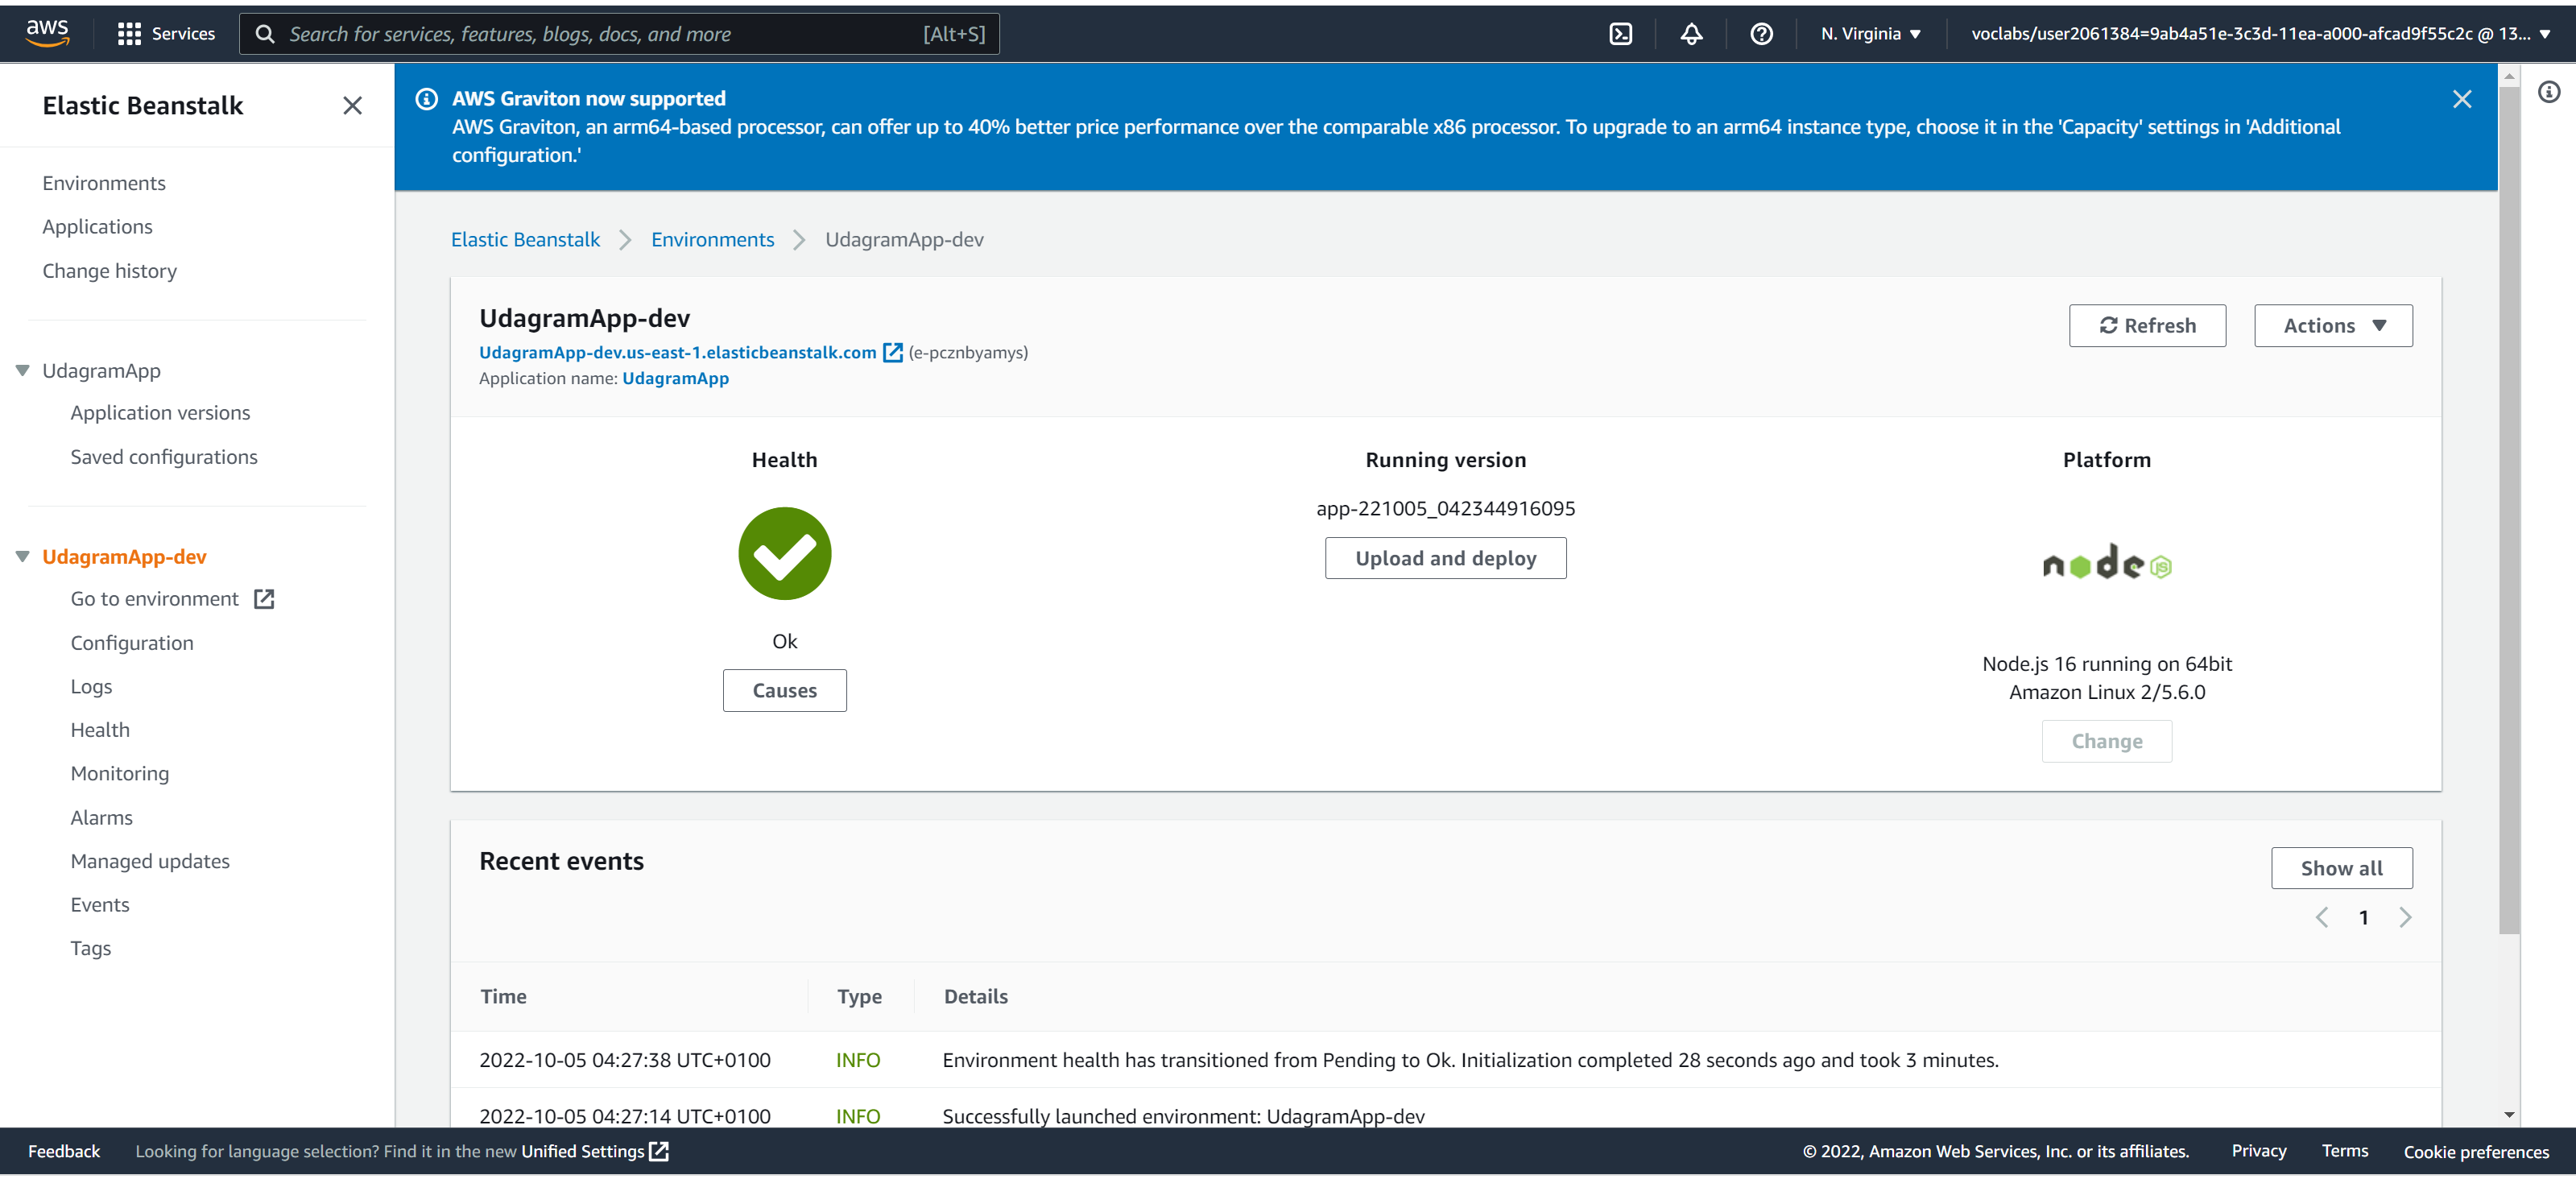 aws
Services
Search for services, features, blogs, docs, and more [Alt+S]
N. Virginia
voclabs/user2061384=9ab4a51e-3c3d-11ea-a000-afcad9f55c2c @ 13...
Elastic Beanstalk
Environments
Applications
Change history
UdagramApp
Application versions
Saved configurations
UdagramApp-dev
Go to environment
Configuration
Logs
Health
Monitoring
Alarms
Managed updates
Events
Tags
AWS Graviton now supported
AWS Graviton, an arm64-based processor, can offer up to 40% better price performance over the comparable x86 processor. To upgrade to an arm64 instance type, choose it in the 'Capacity' settings in 'Additional
configuration.'
Elastic Beanstalk > Environments > UdagramApp-dev
UdagramApp-dev
UdagramApp-dev.us-east-1.elasticbeanstalk.com (e-pcznbyamys)
Application name: UdagramApp
Refresh
Actions
Health
Ok
Causes
Running version
app-221005_042344916095
Upload and deploy
Platform
node JS
Node.js 16 running on 64bit
Amazon Linux 2/5.6.0
Change
Recent events
Show all
1
Time Type Details
2022-10-05 04:27:38 UTC+0100 INFO Environment health has transitioned from Pending to Ok. Initialization completed 28 seconds ago and took 3 minutes.
2022-10-05 04:27:14 UTC+0100 INFO Successfully launched environment: UdagramApp-dev
Feedback
Looking for language selection? Find it in the new Unified Settings
© 2022, Amazon Web Services, Inc. or its affiliates.
Privacy
Terms
Cookie preferences